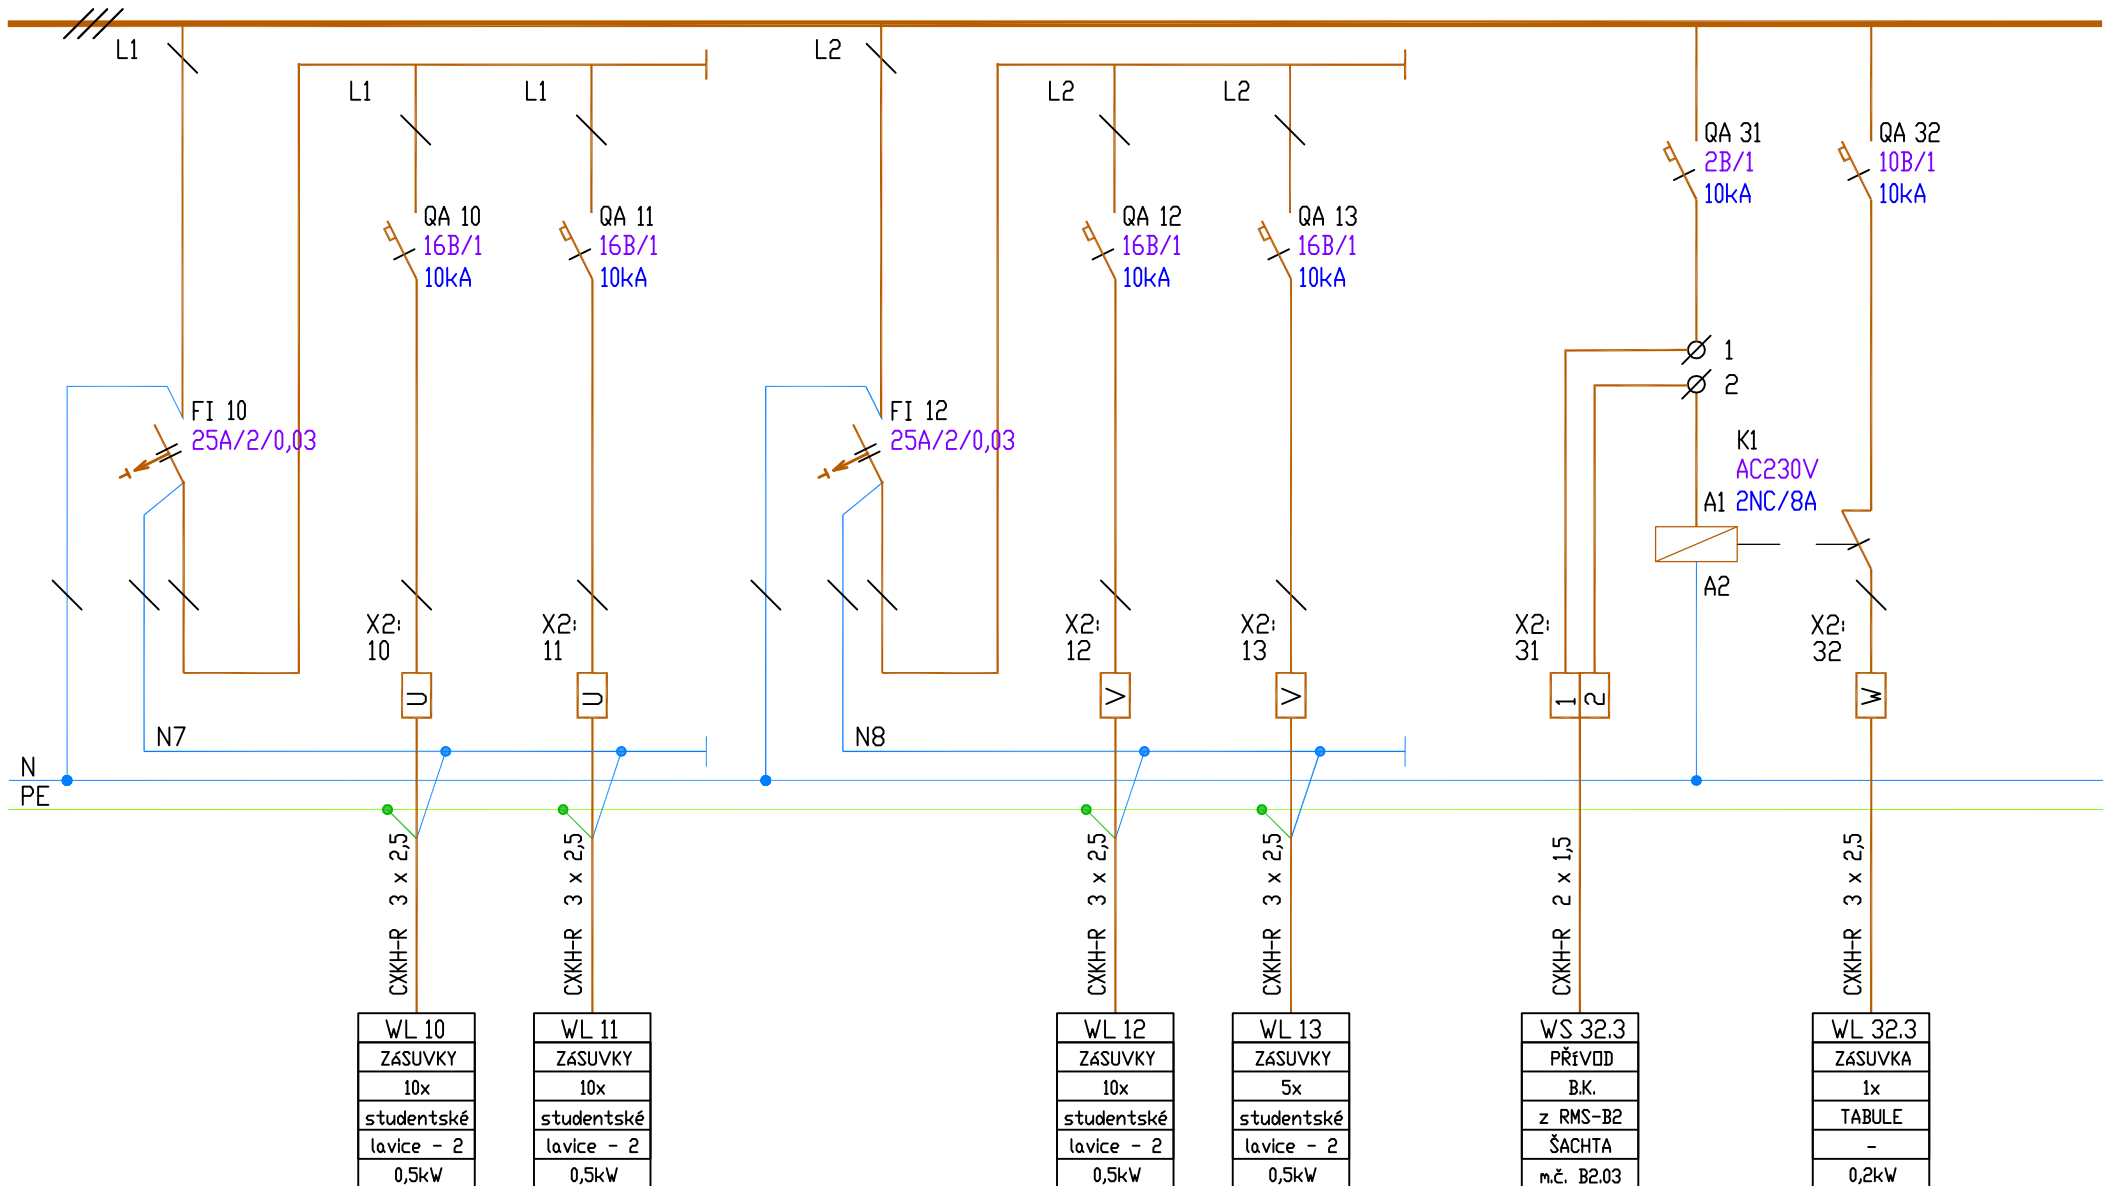 L1
L1
L1
L2
L2
L2
QA 10
16B/1
10kA
QA 11
16B/1
10kA
QA 12
16B/1
10kA
QA 13
16B/1
10kA
QA 31
2B/1
10kA
QA 32
10B/1
10kA
1
2
FI 10
25A/2/0,03
FI 12
25A/2/0,03
K1
AC230V
2NC/8A
A1
A2
X2:
10
X2:
11
X2:
12
X2:
13
X2:
31
X2:
32
U
U
V
V
1
2
W
N7
N8
N
PE
CXKH-R 3 x 2,5
CXKH-R 3 x 2,5
CXKH-R 3 x 2,5
CXKH-R 3 x 2,5
CXKH-R 2 x 1,5
CXKH-R 3 x 2,5
WL 10
ZÁSUVKY
10x
studentské
lavice - 2
0,5kW
WL 11
ZÁSUVKY
10x
studentské
lavice - 2
0,5kW
WL 12
ZÁSUVKY
10x
studentské
lavice - 2
0,5kW
WL 13
ZÁSUVKY
5x
studentské
lavice - 2
0,5kW
WS 32.3
PŘÍVOD
B.K.
z RMS-B2
ŠACHTA
m.č. B2.03
WL 32.3
ZÁSUVKA
1x
TABULE
-
0,2kW